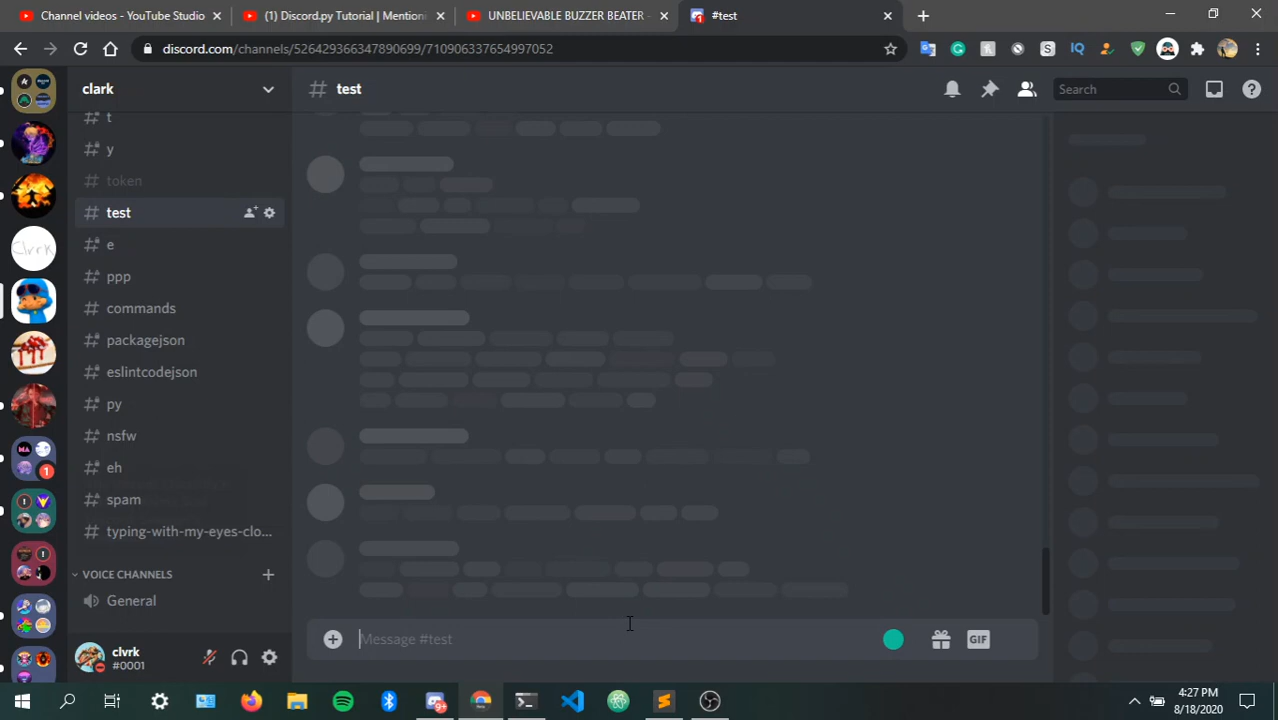 Channel videos - YouTube Studio
(1) Discord.py Tutorial | Mention
UNBELIEVABLE BUZZER BEATER -
#test
discord.com/channels/526429366347890699/710906337654997052
clark
# test
Search
t
y
token
test
e
ppp
commands
packagejson
eslintcodejson
py
nsfw
eh
spam
typing-with-my-eyes-clo...
VOICE CHANNELS
General
clvrk
#0001
Message #test
GIF
4:27 PM
8/18/2020